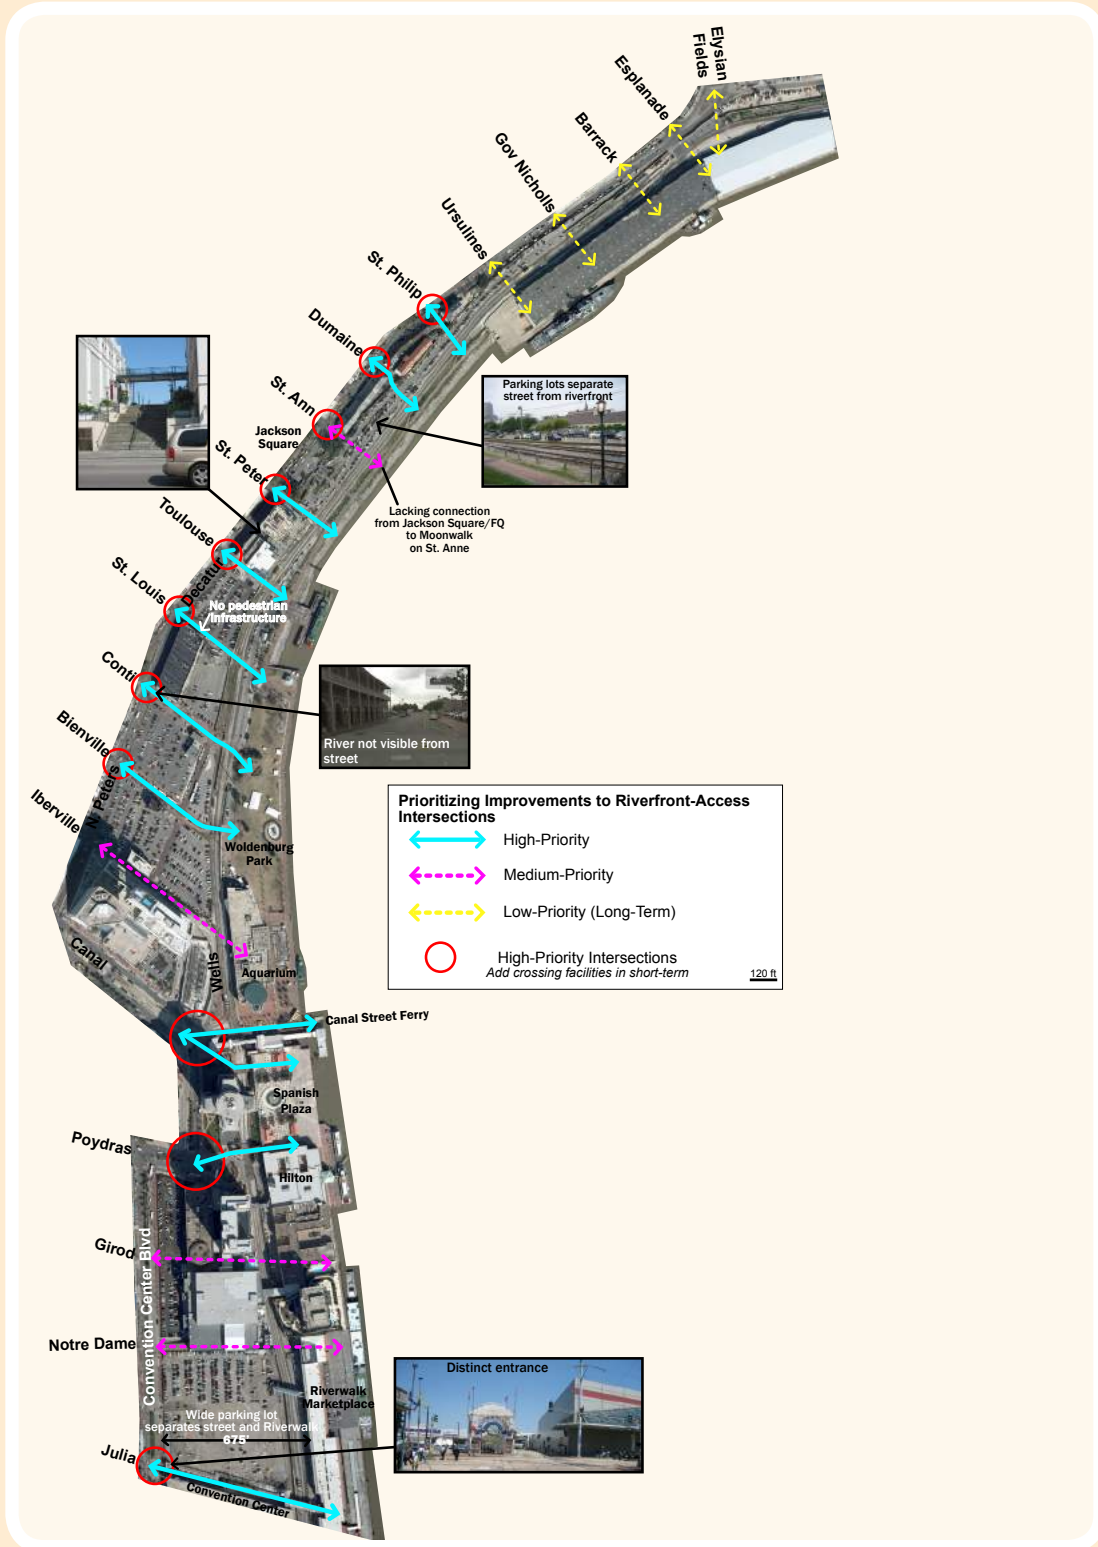 Elysian
Fields
Esplanade
Barrack
Gov Nicholls
Ursulines
St. Philip
Dumaine
St. Ann
Jackson
Square
St. Peter
Toulouse
Decatur
St. Louis
No pedestrian
infrastructure
Conti
Bienville
N. Peters
Iberville
Parking lots separate
street from riverfront
Lacking connection
from Jackson Square/FQ
to Moonwalk
on St. Anne
River not visible from
street
Woldenburg
Park
Prioritizing Improvements to Riverfront-Access
Intersections
High-Priority
Medium-Priority
Low-Priority (Long-Term)
High-Priority Intersections
Add crossing facilities in short-term
120 ft
Canal
Wells
Aquarium
Canal Street Ferry
Spanish
Plaza
Poydras
Hilton
Girod
Convention Center Blvd
Notre Dame
Riverwalk
Marketplace
Distinct entrance
Wide parking lot
separates street and Riverwalk
675'
Julia
Convention Center